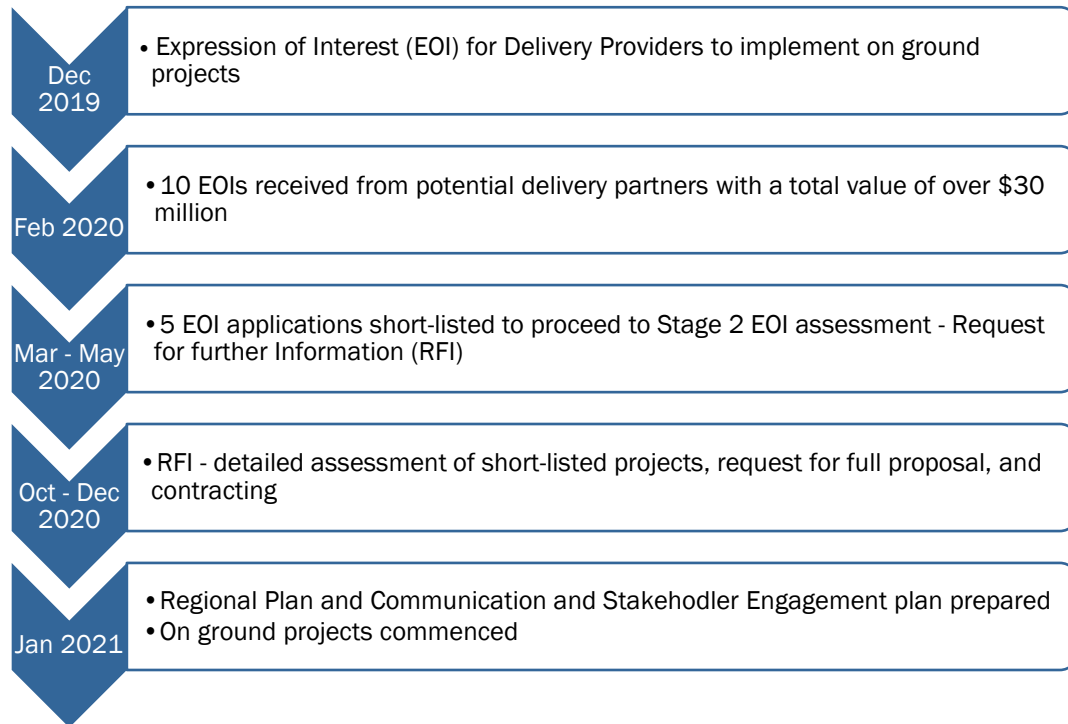 Dec
2019
• Expression of Interest (EOI) for Delivery Providers to implement on ground
projects
Feb 2020
• 10 EOIs received from potential delivery partners with a total value of over $30
million
Mar - May
2020
• 5 EOI applications short-listed to proceed to Stage 2 EOI assessment - Request
for further Information (RFI)
Oct - Dec
2020
• RFI - detailed assessment of short-listed projects, request for full proposal, and
contracting
Jan 2021
• Regional Plan and Communication and Stakehodler Engagement plan prepared
• On ground projects commenced